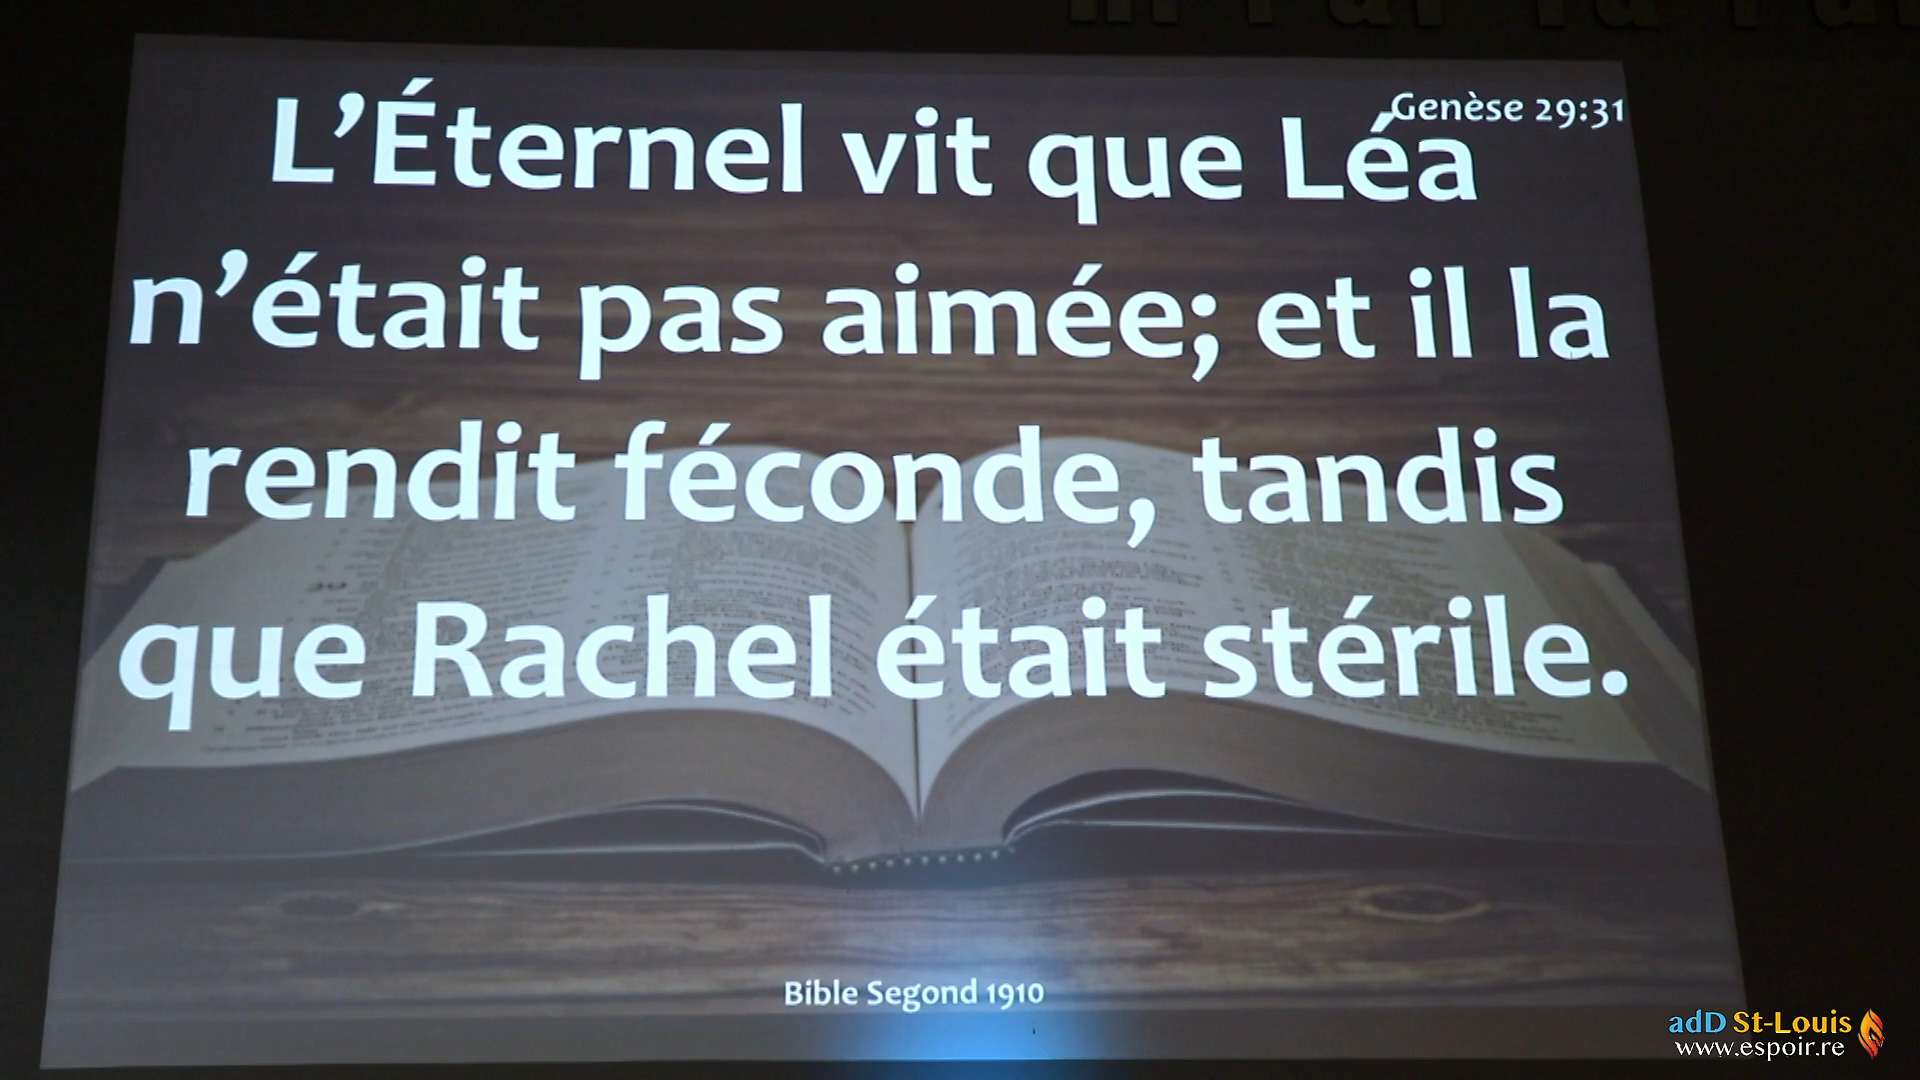 Genèse 29:31
L’Éternel vit que Léa
n’était pas aimée; et il la
rendit féconde, tandis
que Rachel était stérile.
Bible Segond 1910
adD St-Louis
www.espoir.re